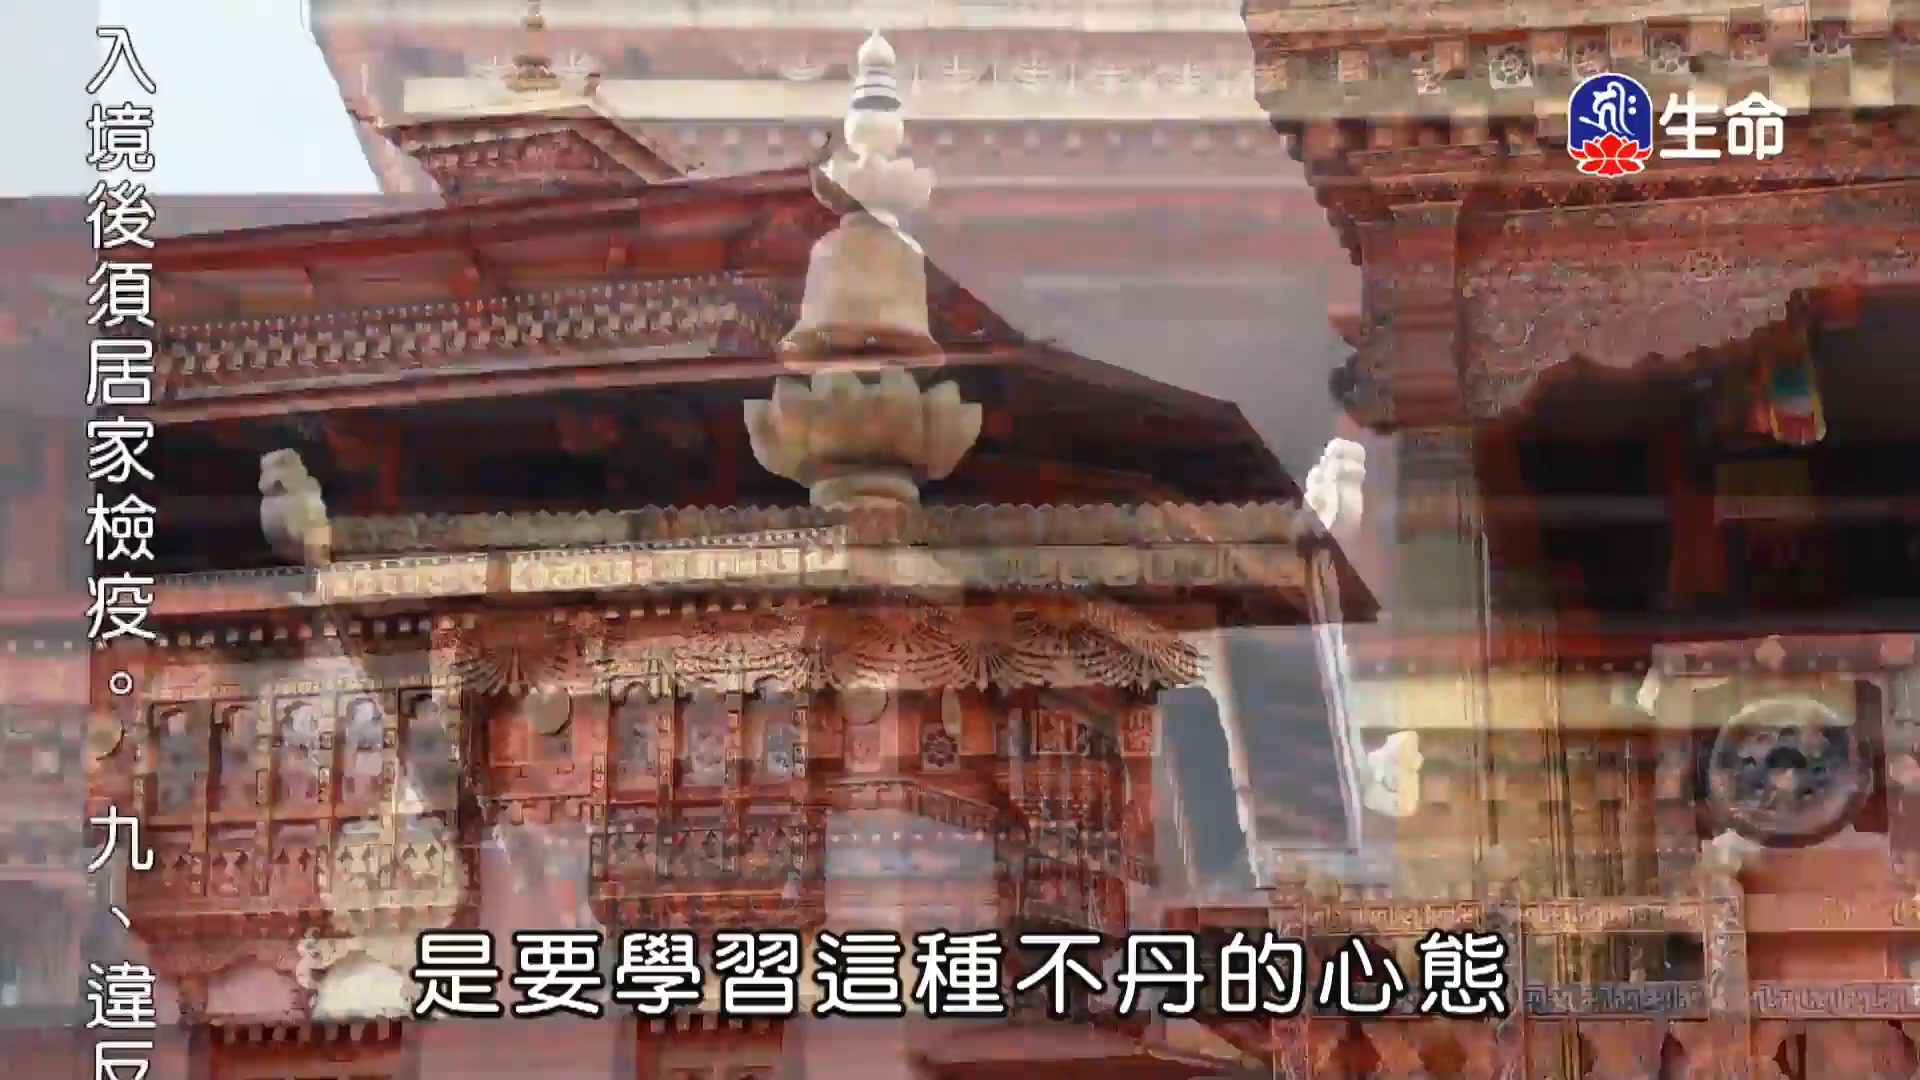 入境後須居家檢疫。 九、違反
生命
是要學習這種不丹的心態